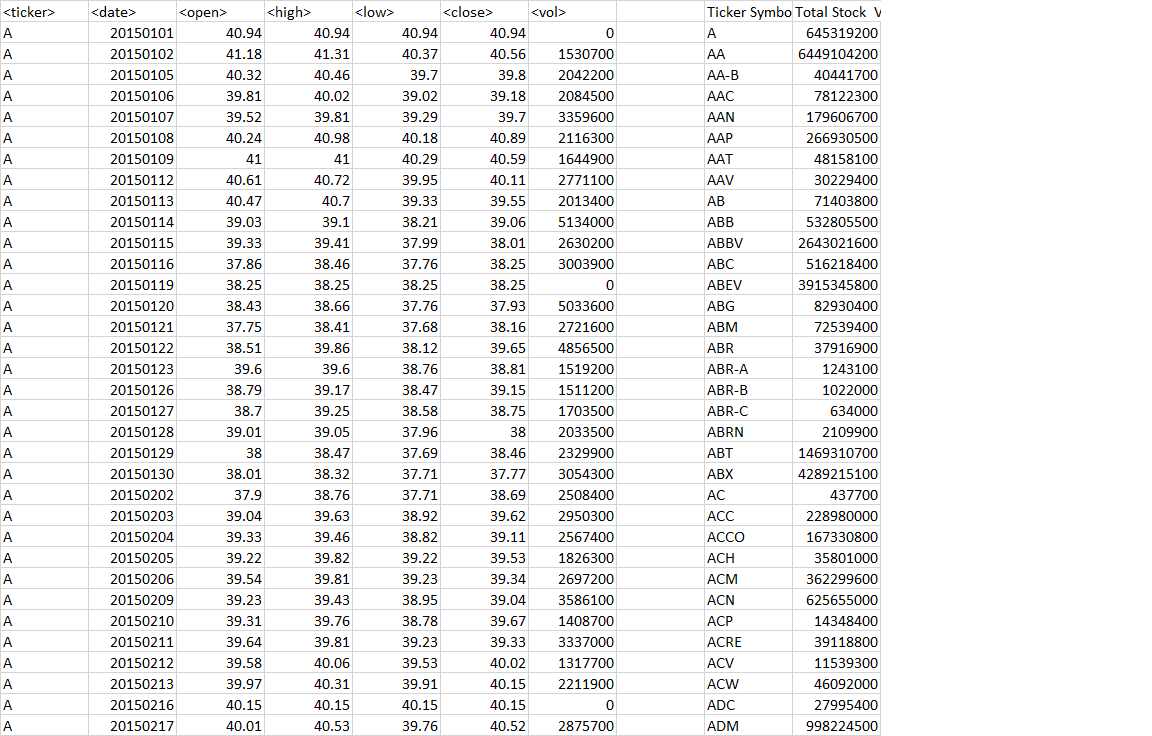 <ticker> <date> <open> <high> <low> <close> <vol> Ticker Symbo Total Stock V
A 20150101 40.94 40.94 40.94 40.94 0 A 645319200
A 20150102 41.18 41.31 40.37 40.56 1530700 AA 6449104200
A 20150105 40.32 40.46 39.7 39.8 2042200 AA-B 40441700
A 20150106 39.81 40.02 39.02 39.18 2084500 AAC 78122300
A 20150107 39.52 39.81 39.29 39.7 3359600 AAN 179606700
A 20150108 40.24 40.98 40.18 40.89 2116300 AAP 266930500
A 20150109 41 41 40.29 40.59 1644900 AAT 48158100
A 20150112 40.61 40.72 39.95 40.11 2771100 AAV 30229400
A 20150113 40.47 40.7 39.33 39.55 2013400 AB 71403800
A 20150114 39.03 39.1 38.21 39.06 5134000 ABB 532805500
A 20150115 39.33 39.41 37.99 38.01 2630200 ABBV 2643021600
A 20150116 37.86 38.46 37.76 38.25 3003900 ABC 516218400
A 20150119 38.25 38.25 38.25 38.25 0 ABEV 3915345800
A 20150120 38.43 38.66 37.76 37.93 5033600 ABG 82930400
A 20150121 37.75 38.41 37.68 38.16 2721600 ABM 72539400
A 20150122 38.51 39.86 38.12 39.65 4856500 ABR 37916900
A 20150123 39.6 39.6 38.76 38.81 1519200 ABR-A 1243100
A 20150126 38.79 39.17 38.47 39.15 1511200 ABR-B 1022000
A 20150127 38.7 39.25 38.58 38.75 1703500 ABR-C 634000
A 20150128 39.01 39.05 37.96 38 2033500 ABRN 2109900
A 20150129 38 38.47 37.69 38.46 2329900 ABT 1469310700
A 20150130 38.01 38.32 37.71 37.77 3054300 ABX 4289215100
A 20150202 37.9 38.76 37.71 38.69 2508400 AC 437700
A 20150203 39.04 39.63 38.92 39.62 2950300 ACC 228980000
A 20150204 39.33 39.46 38.82 39.11 2567400 ACCO 167330800
A 20150205 39.22 39.82 39.22 39.53 1826300 ACH 35801000
A 20150206 39.54 39.81 39.23 39.34 2697200 ACM 362299600
A 20150209 39.23 39.43 38.95 39.04 3586100 ACN 625655000
A 20150210 39.31 39.76 38.78 39.67 1408700 ACP 14348400
A 20150211 39.64 39.81 39.23 39.33 3337000 ACRE 39118800
A 20150212 39.58 40.06 39.53 40.02 1317700 ACV 11539300
A 20150213 39.97 40.31 39.91 40.15 2211900 ACW 46092000
A 20150216 40.15 40.15 40.15 40.15 0 ADC 27995400
A 20150217 40.01 40.53 39.76 40.52 2875700 ADM 998224500